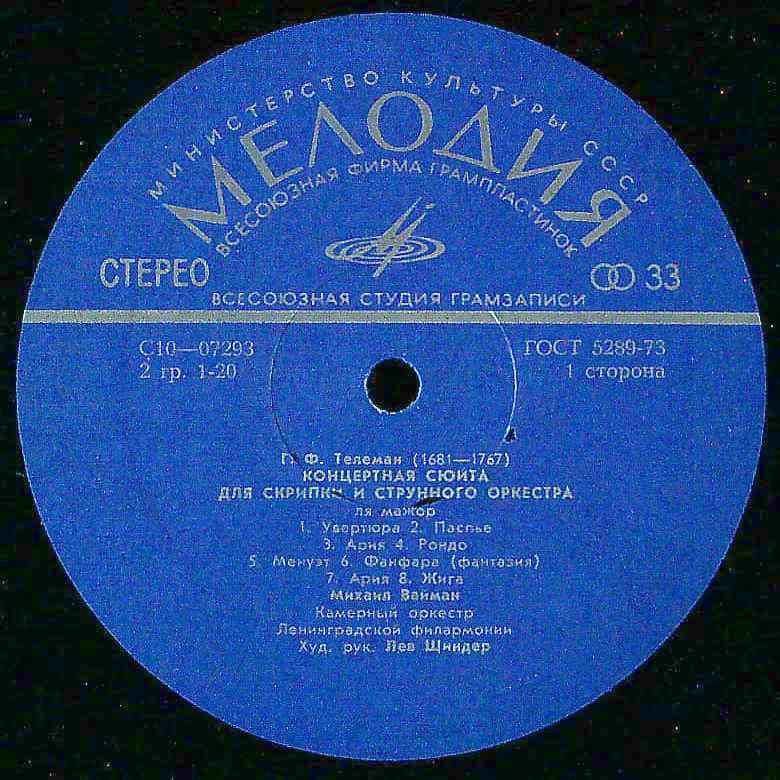 МИНИСТЕРСТВО КУЛЬТУРЫ СССР
МЕЛОДИЯ
ВСЕСОЮЗНАЯ ФИРМА ГРАМПЛАСТИНОК
СТЕРЕО
33
ВСЕСОЮЗНАЯ СТУДИЯ ГРАМЗАПИСИ
С10—07293
ГОСТ 5289-73
2 гр. 1-20
1 сторона
Г. Ф. Телеман (1681—1767)
КОНЦЕРТНАЯ СЮИТА
ДЛЯ СКРИПКИ И СТРУННОГО ОРКЕСТРА
ля мажор
1. Увертюра 2. Паспье
3. Ария 4. Рондо
5 Менуэт 6. Фанфара (фантазия)
7. Ария 8. Жига
Михаил Вайман
Камерный оркестр
Ленинградской филармонии
Худ. рук. Лев Шиндер